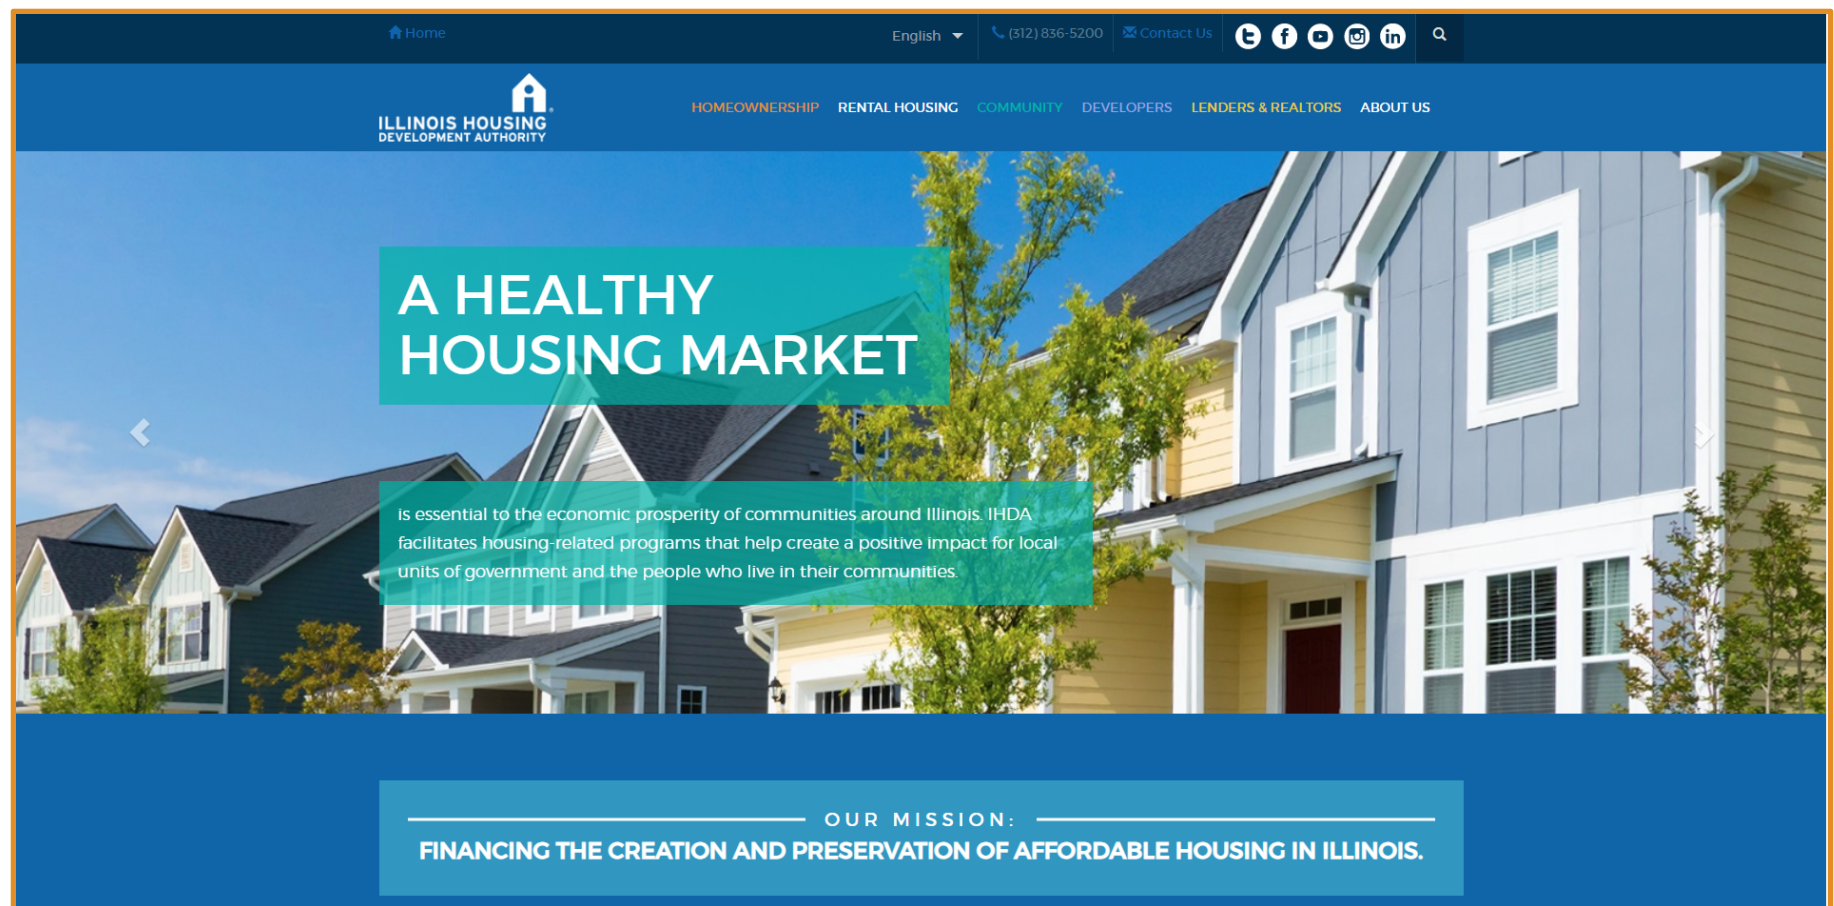 Home
English
(312) 836-5200
Contact Us
ILLINOIS HOUSING
DEVELOPMENT AUTHORITY
HOMEOWNERSHIP RENTAL HOUSING COMMUNITY DEVELOPERS LENDERS & REALTORS ABOUT US
A HEALTHY
HOUSING MARKET
is essential to the economic prosperity of communities around Illinois. IHDA
facilitates housing-related programs that help create a positive impact for local
units of government and the people who live in their communities.
OUR MISSION:
FINANCING THE CREATION AND PRESERVATION OF AFFORDABLE HOUSING IN ILLINOIS.